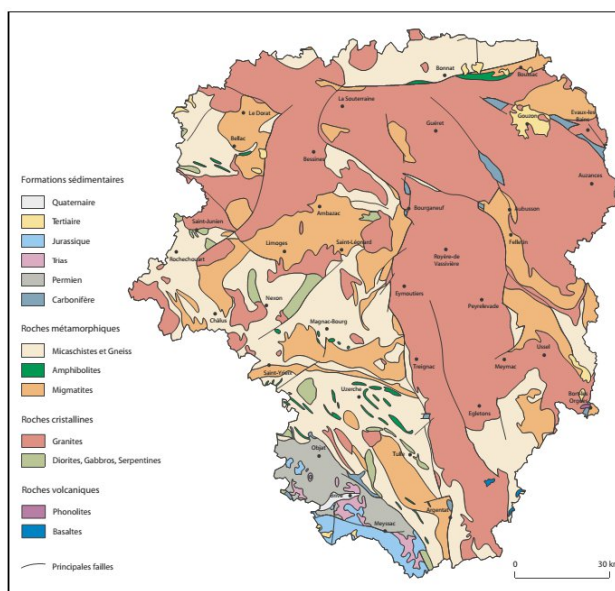 Formations sédimentaires
Quaternaire
Tertiaire
Jurassique
Trias
Permien
Carbonifère
Roches métamorphiques
Micaschistes et Gneiss
Amphibolites
Migmatites
Roches cristallines
Granites
Diorites, Gabbros, Serpentines
Roches volcaniques
Phonolites
Basaltes
Principales failles
Bonnat
Boussac
La Souterraine
Le Dorat
Gouzon
Evaux-les
Bains
Guéret
Bellac
Bessines
Auzances
Ambazac
Bourganeuf
Aubusson
Saint-Junien
Limoges
Saint-Léonard
Felletin
Rochechouart
Royère-de
Vassivière
Eymoutiers
Nexon
Peyrelevade
Châlus
Magnac-Bourg
Treignac
Meymac
Ussel
Saint-Yrieix
Uzerche
Bort-les
Orgues
Egletons
Objat
Tulle
Brive
Argentat
Meyssac
0 30 km